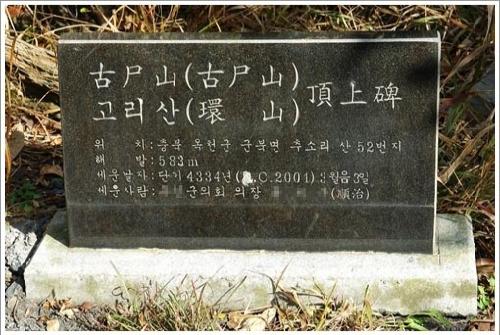 古尸山(古尸山)
고리산(環 山) 頂上碑
위 치 : 충북 옥천군 군북면 추소리 산 52번지
해 발 : 583m
세운날자 : 단기 4334년( .C.2001) 월음 3일
세운사람 : 군의회 의장 (順治)